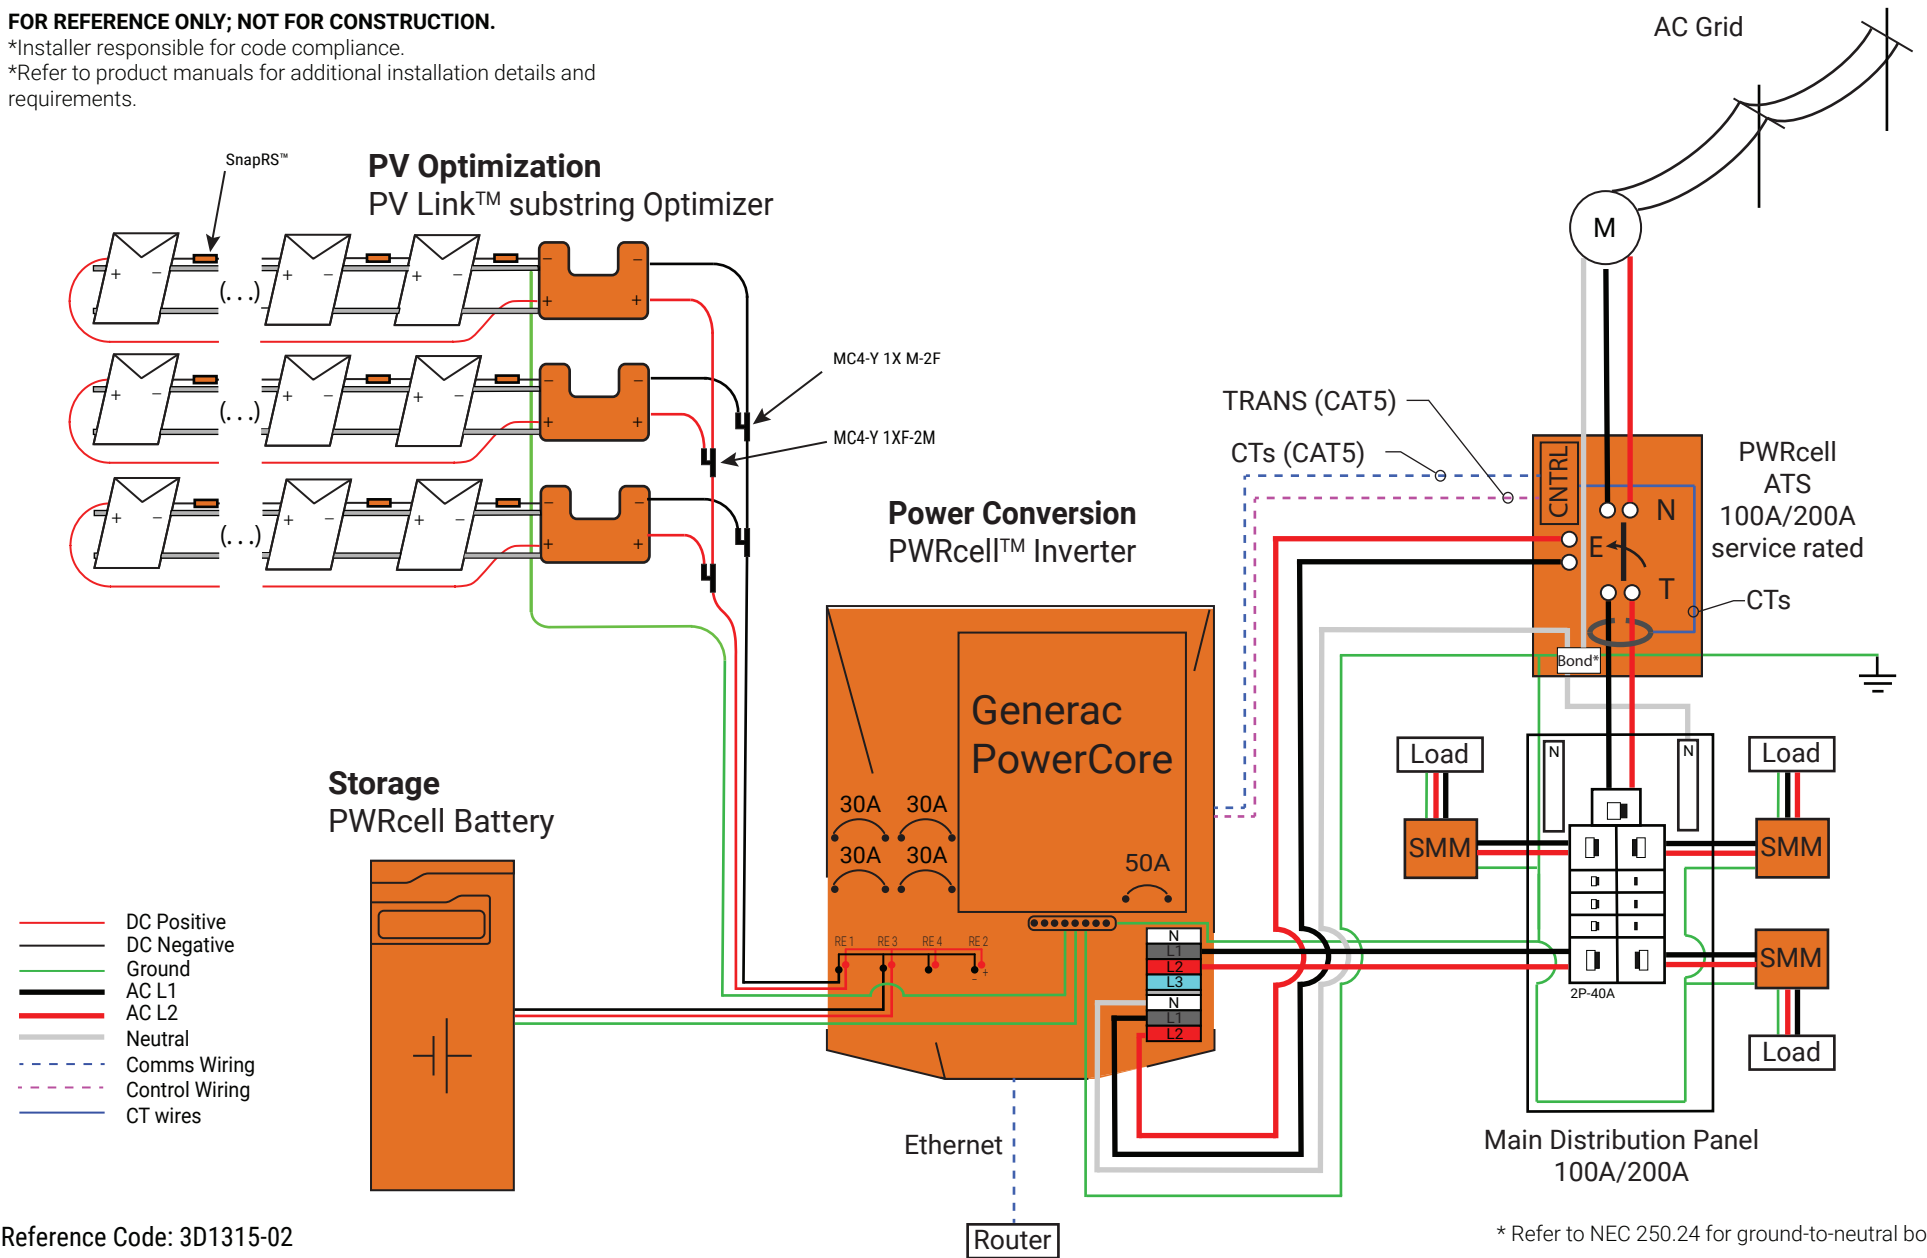 FOR REFERENCE ONLY; NOT FOR CONSTRUCTION.
*Installer responsible for code compliance.
*Refer to product manuals for additional installation details and
requirements.
AC Grid
SnapRS™
PV Optimization
PV Link™ substring Optimizer
M
+ − + − + − − −
(...)
+ +
+ − + − + − − −
(...)
+ +
+ − + − + − − −
(...)
+ +
MC4-Y 1X M-2F
MC4-Y 1XF-2M
TRANS (CAT5)
CTs (CAT5)
CNTRL
PWRcell
ATS
100A/200A
service rated
N
E
T
CTs
Bond*
Power Conversion
PWRcell™ Inverter
Generac
PowerCore
30A 30A
30A 30A
50A
RE 1 RE 3 RE 4 RE 2
− +
N
L1
L2
L3
N
L1
L2
Storage
PWRcell Battery
Load
Load
N
N
SMM
SMM
SMM
Load
2P-40A
Main Distribution Panel
100A/200A
DC Positive
DC Negative
Ground
AC L1
AC L2
Neutral
Comms Wiring
Control Wiring
CT wires
Ethernet
Router
Reference Code: 3D1315-02
* Refer to NEC 250.24 for ground-to-neutral bo